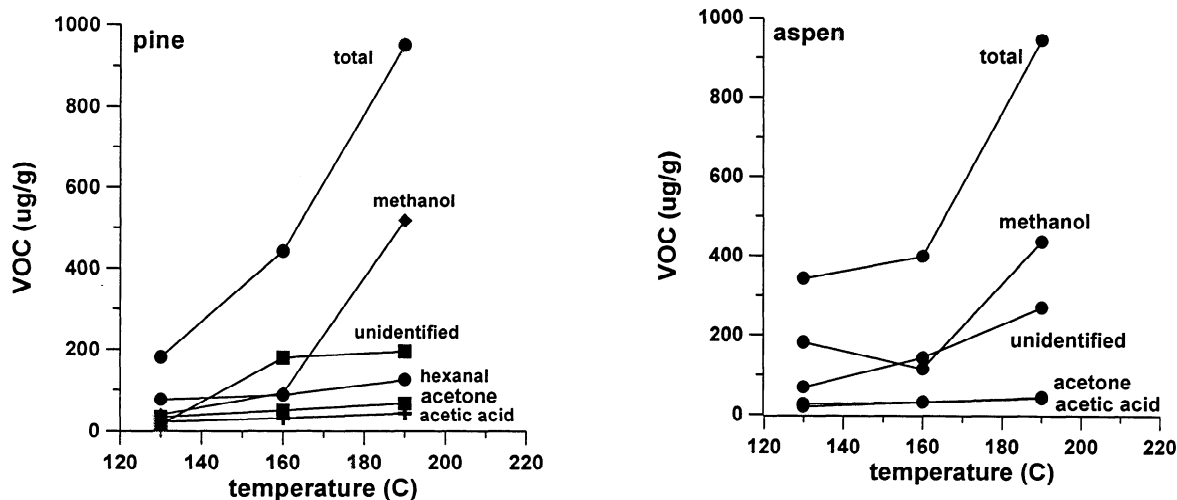 pine
1000
800
600
400
200
0
VOC (ug/g)
total
methanol
unidentified
hexanal
acetone
acetic acid
120 140 160 180 200 220
temperature (C)
aspen
1000
800
600
400
200
0
VOC (ug/g)
total
methanol
unidentified
acetone
acetic acid
120 140 160 180 200 220
temperature (C)